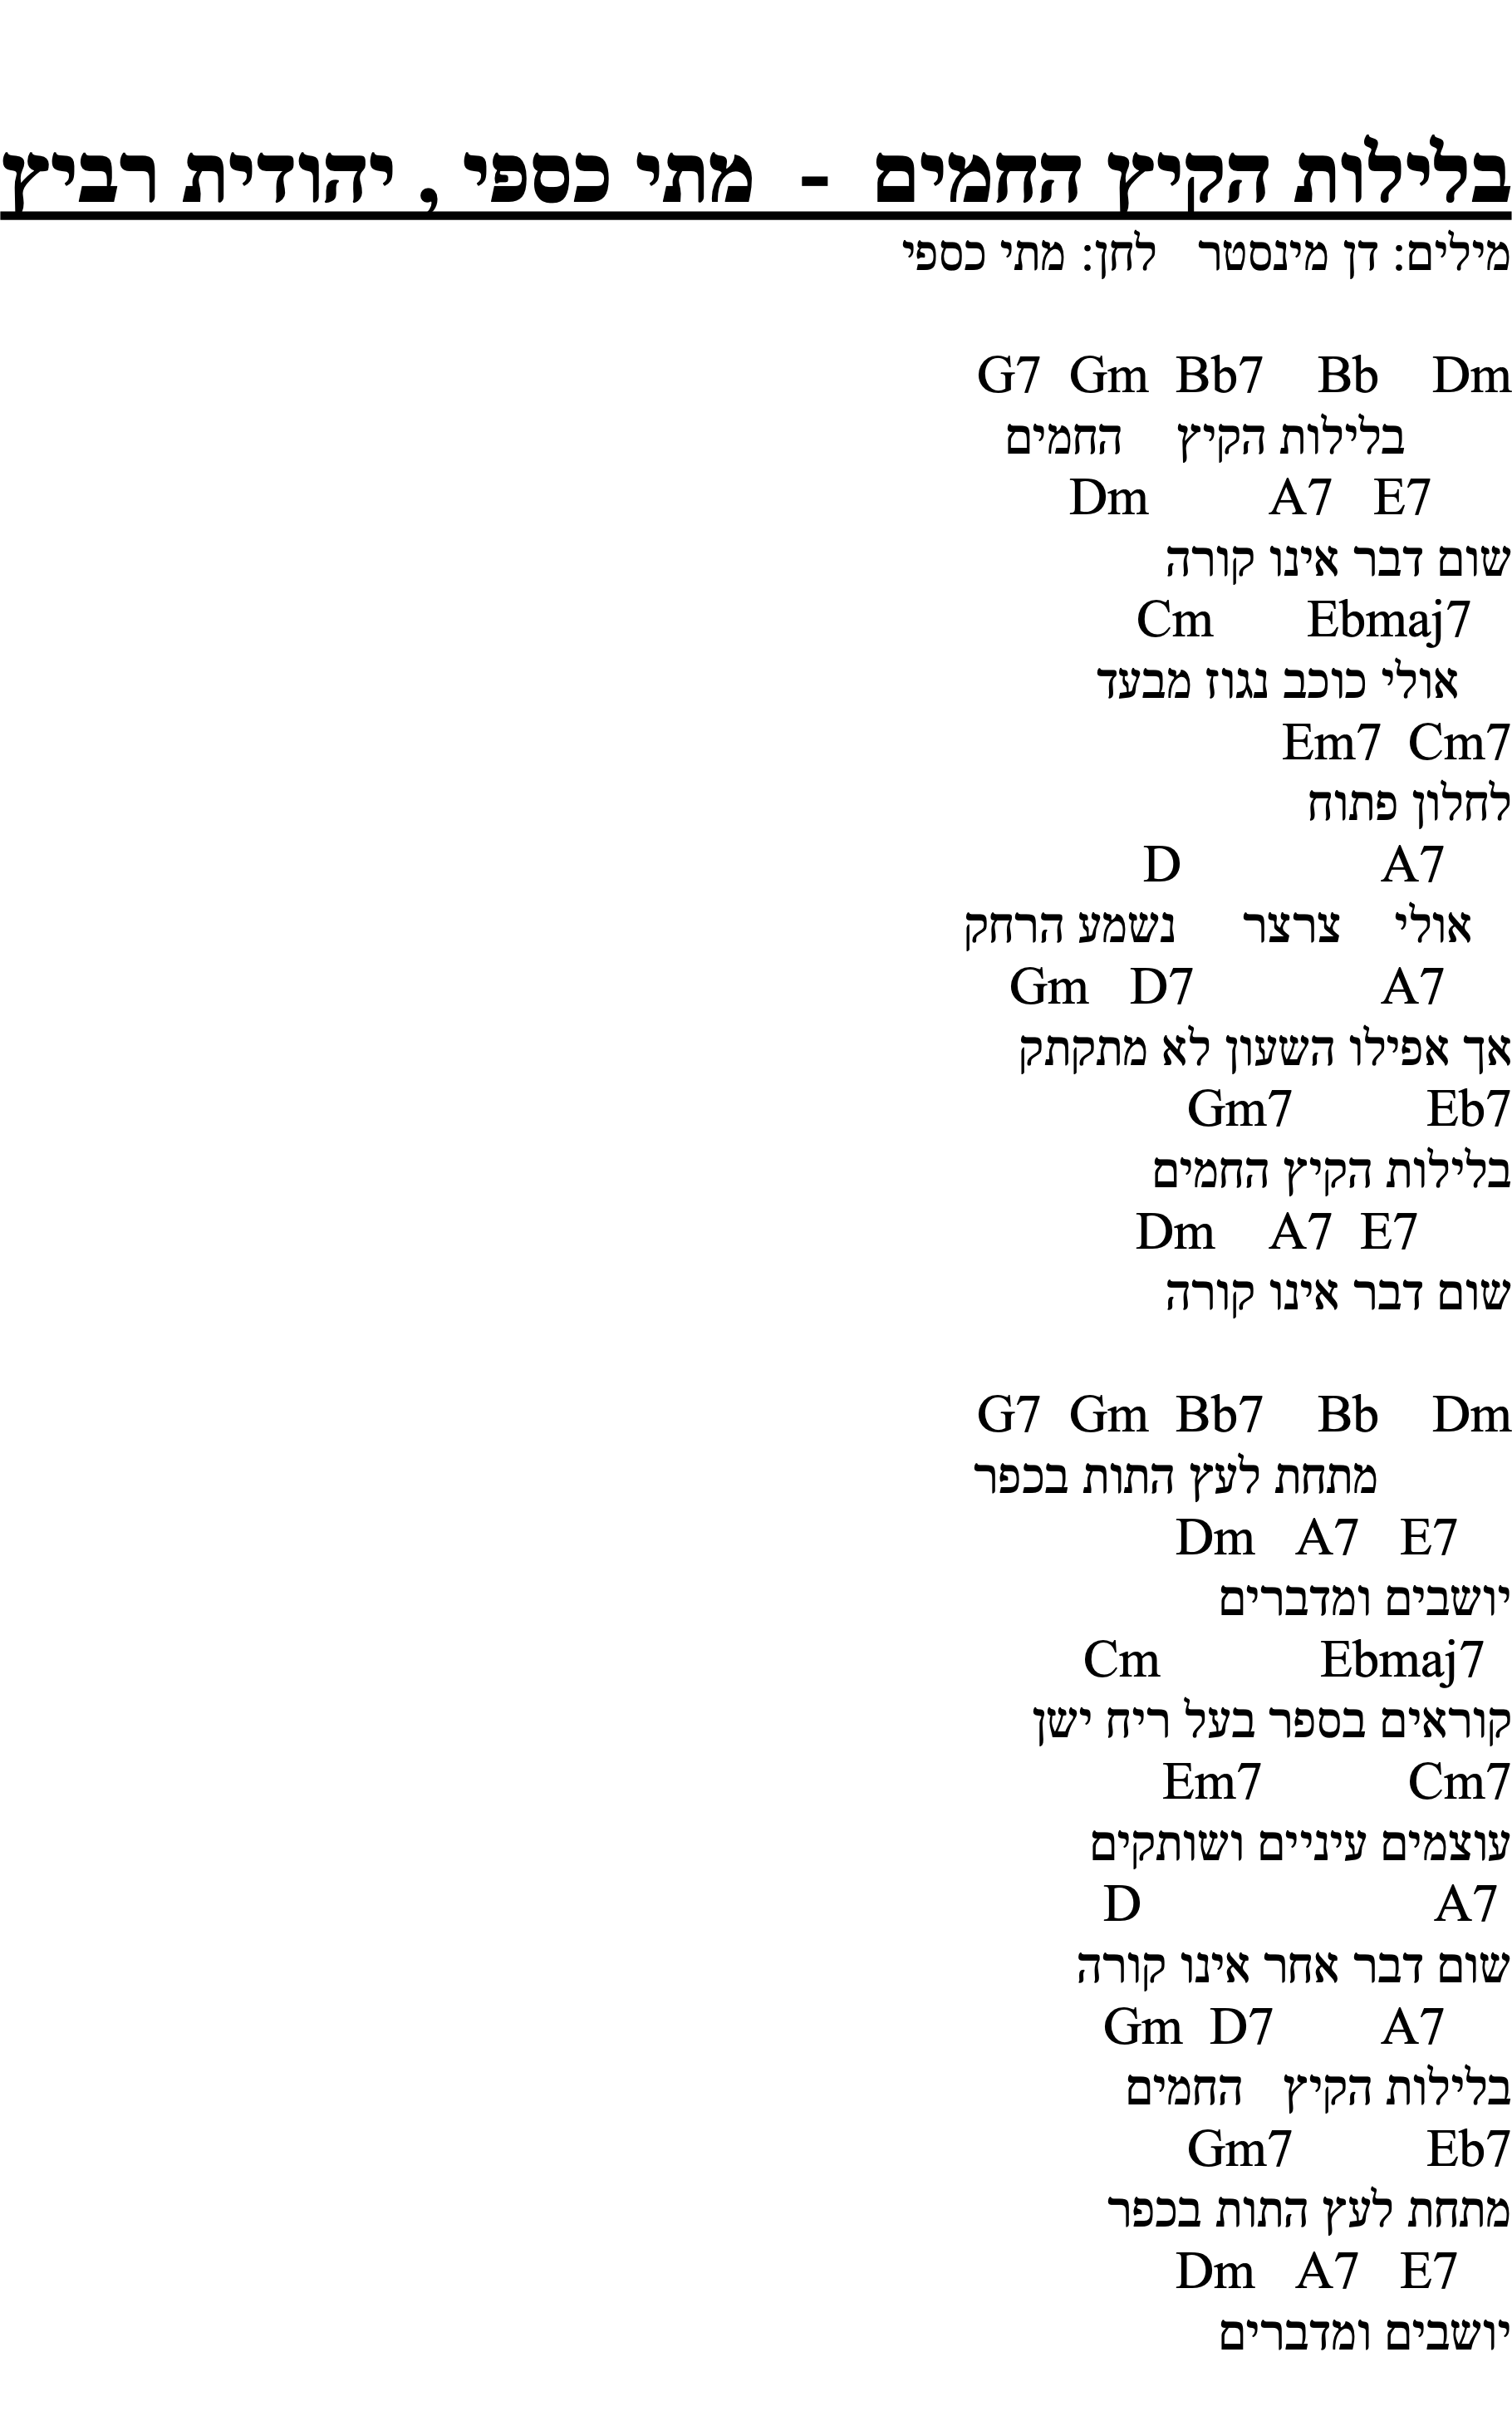 בלילות הקיץ החמים - מתי כספי , יהודית רביץ
מילים: דן מינסטר לחן: מתי כספי
G7 Gm Bb7 Bb Dm
בלילות הקיץ החמים
Dm A7 E7
שום דבר אינו קורה
Cm Ebmaj7
אולי כוכב נגוז מבעד
Em7 Cm7
לחלון פתוח
D A7
אולי צרצר נשמע הרחק
Gm D7 A7
אך אפילו השעון לא מתקתק
Gm7 Eb7
בלילות הקיץ החמים
Dm A7 E7
שום דבר אינו קורה
G7 Gm Bb7 Bb Dm
מתחת לעץ התות בכפר
Dm A7 E7
יושבים ומדברים
Cm Ebmaj7
קוראים בספר בעל ריח ישן
Em7 Cm7
עוצמים עיניים ושותקים
D A7
שום דבר אחר אינו קורה
Gm D7 A7
בלילות הקיץ החמים
Gm7 Eb7
מתחת לעץ התות בכפר
Dm A7 E7
יושבים ומדברים